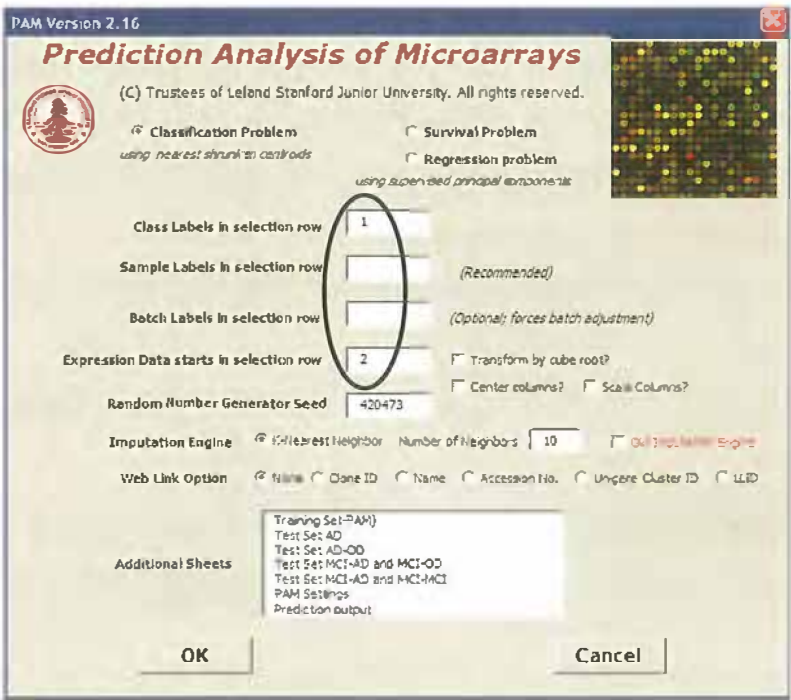 PAM Version 2.16
Prediction Analysis of Microarrays
(C) Trustees of Leland Stanford Junior University. All rights reserved.
Classification Problem
using nearest shrunken centroids
Survival Problem
Regression problem
using supervised principal components
Class Labels in selection row 1
Sample Labels in selection row (Recommended)
Batch Labels in selection row (Optional; forces batch adjustment)
Expression Data starts in selection row 2 Transform by cube root?
Center columns? Scale Columns?
Random Number Generator Seed 420473
Imputation Engine K-Nearest Neighbor Number of Neighbors 10 Engine
Web Link Option None Clone ID Name Accession No. Unigene Cluster ID LLID
Additional Sheets
Training Set-PAM)
Test Set AD
Test Set AD-OD
Test Set MCI-AD and MCI-OD
Test Set MCI-AD and MCI-MCI
PAM Settings
Prediction output
OK Cancel